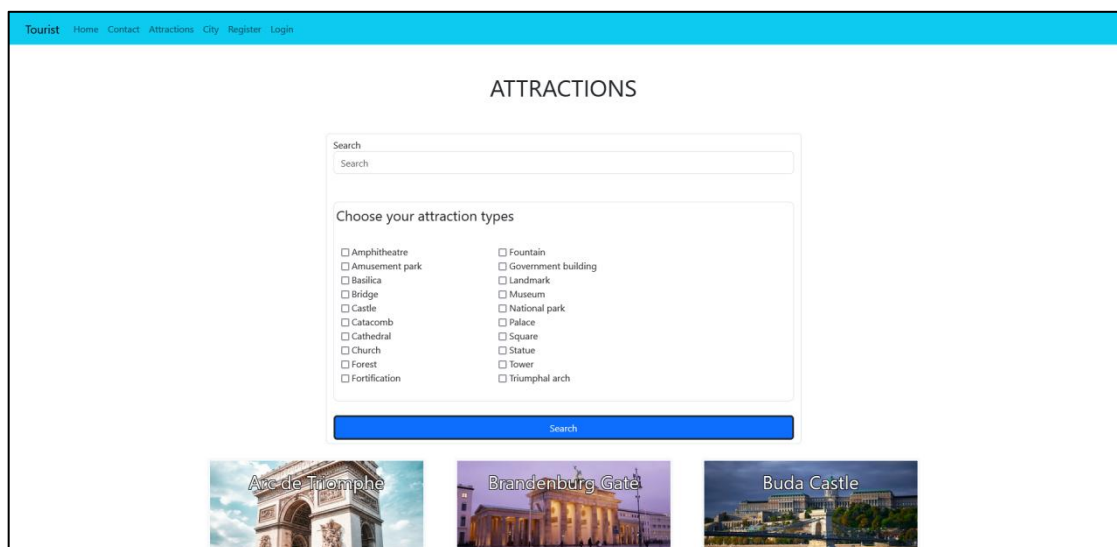 Tourist Home Contact Attractions City Register Login
ATTRACTIONS
Search
Search
Choose your attraction types
Amphitheatre
Amusement park
Basilica
Bridge
Castle
Catacomb
Cathedral
Church
Forest
Fortification
Fountain
Government building
Landmark
Museum
National park
Palace
Square
Statue
Tower
Triumphal arch
Search
Arc de Triomphe
Brandenburg Gate
Buda Castle